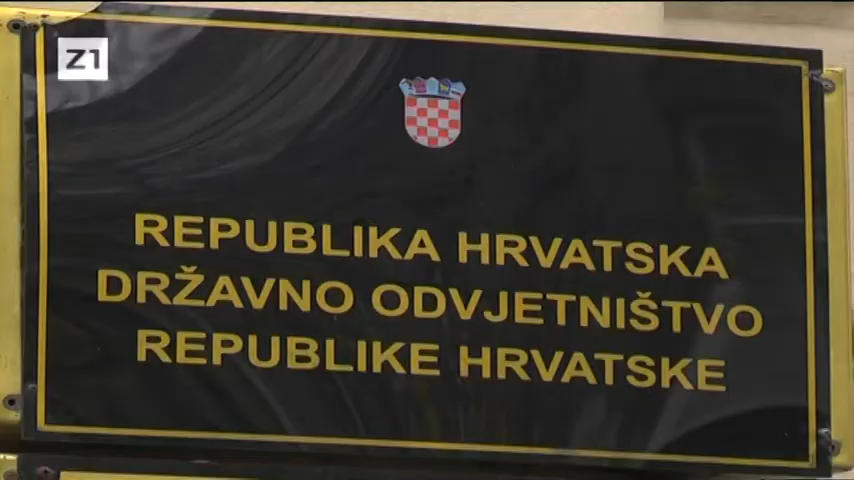 Z1
REPUBLIKA HRVATSKA
DRŽAVNO ODVJETNIŠTVO
REPUBLIKE HRVATSKE